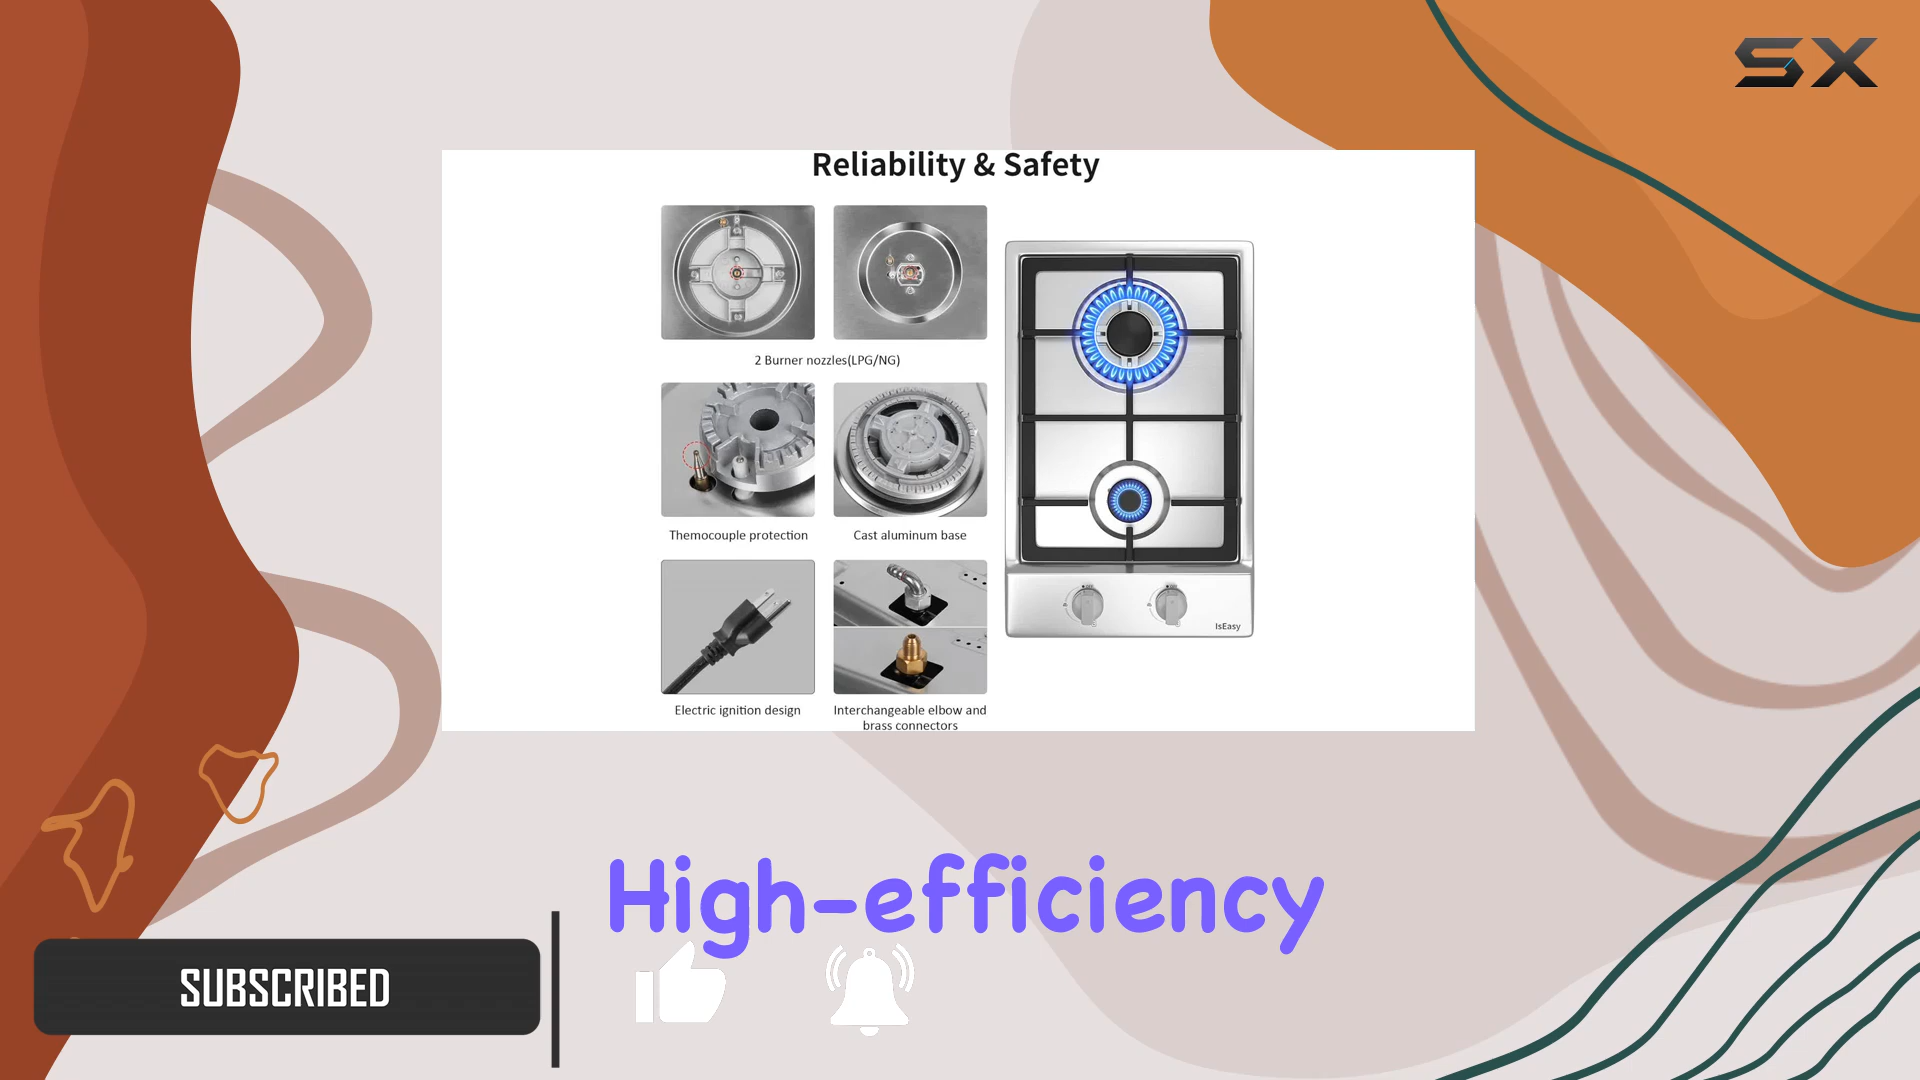 SX
Reliability & Safety
2 Burner nozzles(LPG/NG)
Themocouple protection
Cast aluminum base
IsEasy
Electric ignition design
Interchangeable elbow and
brass connectors
High-efficiency
SUBSCRIBED